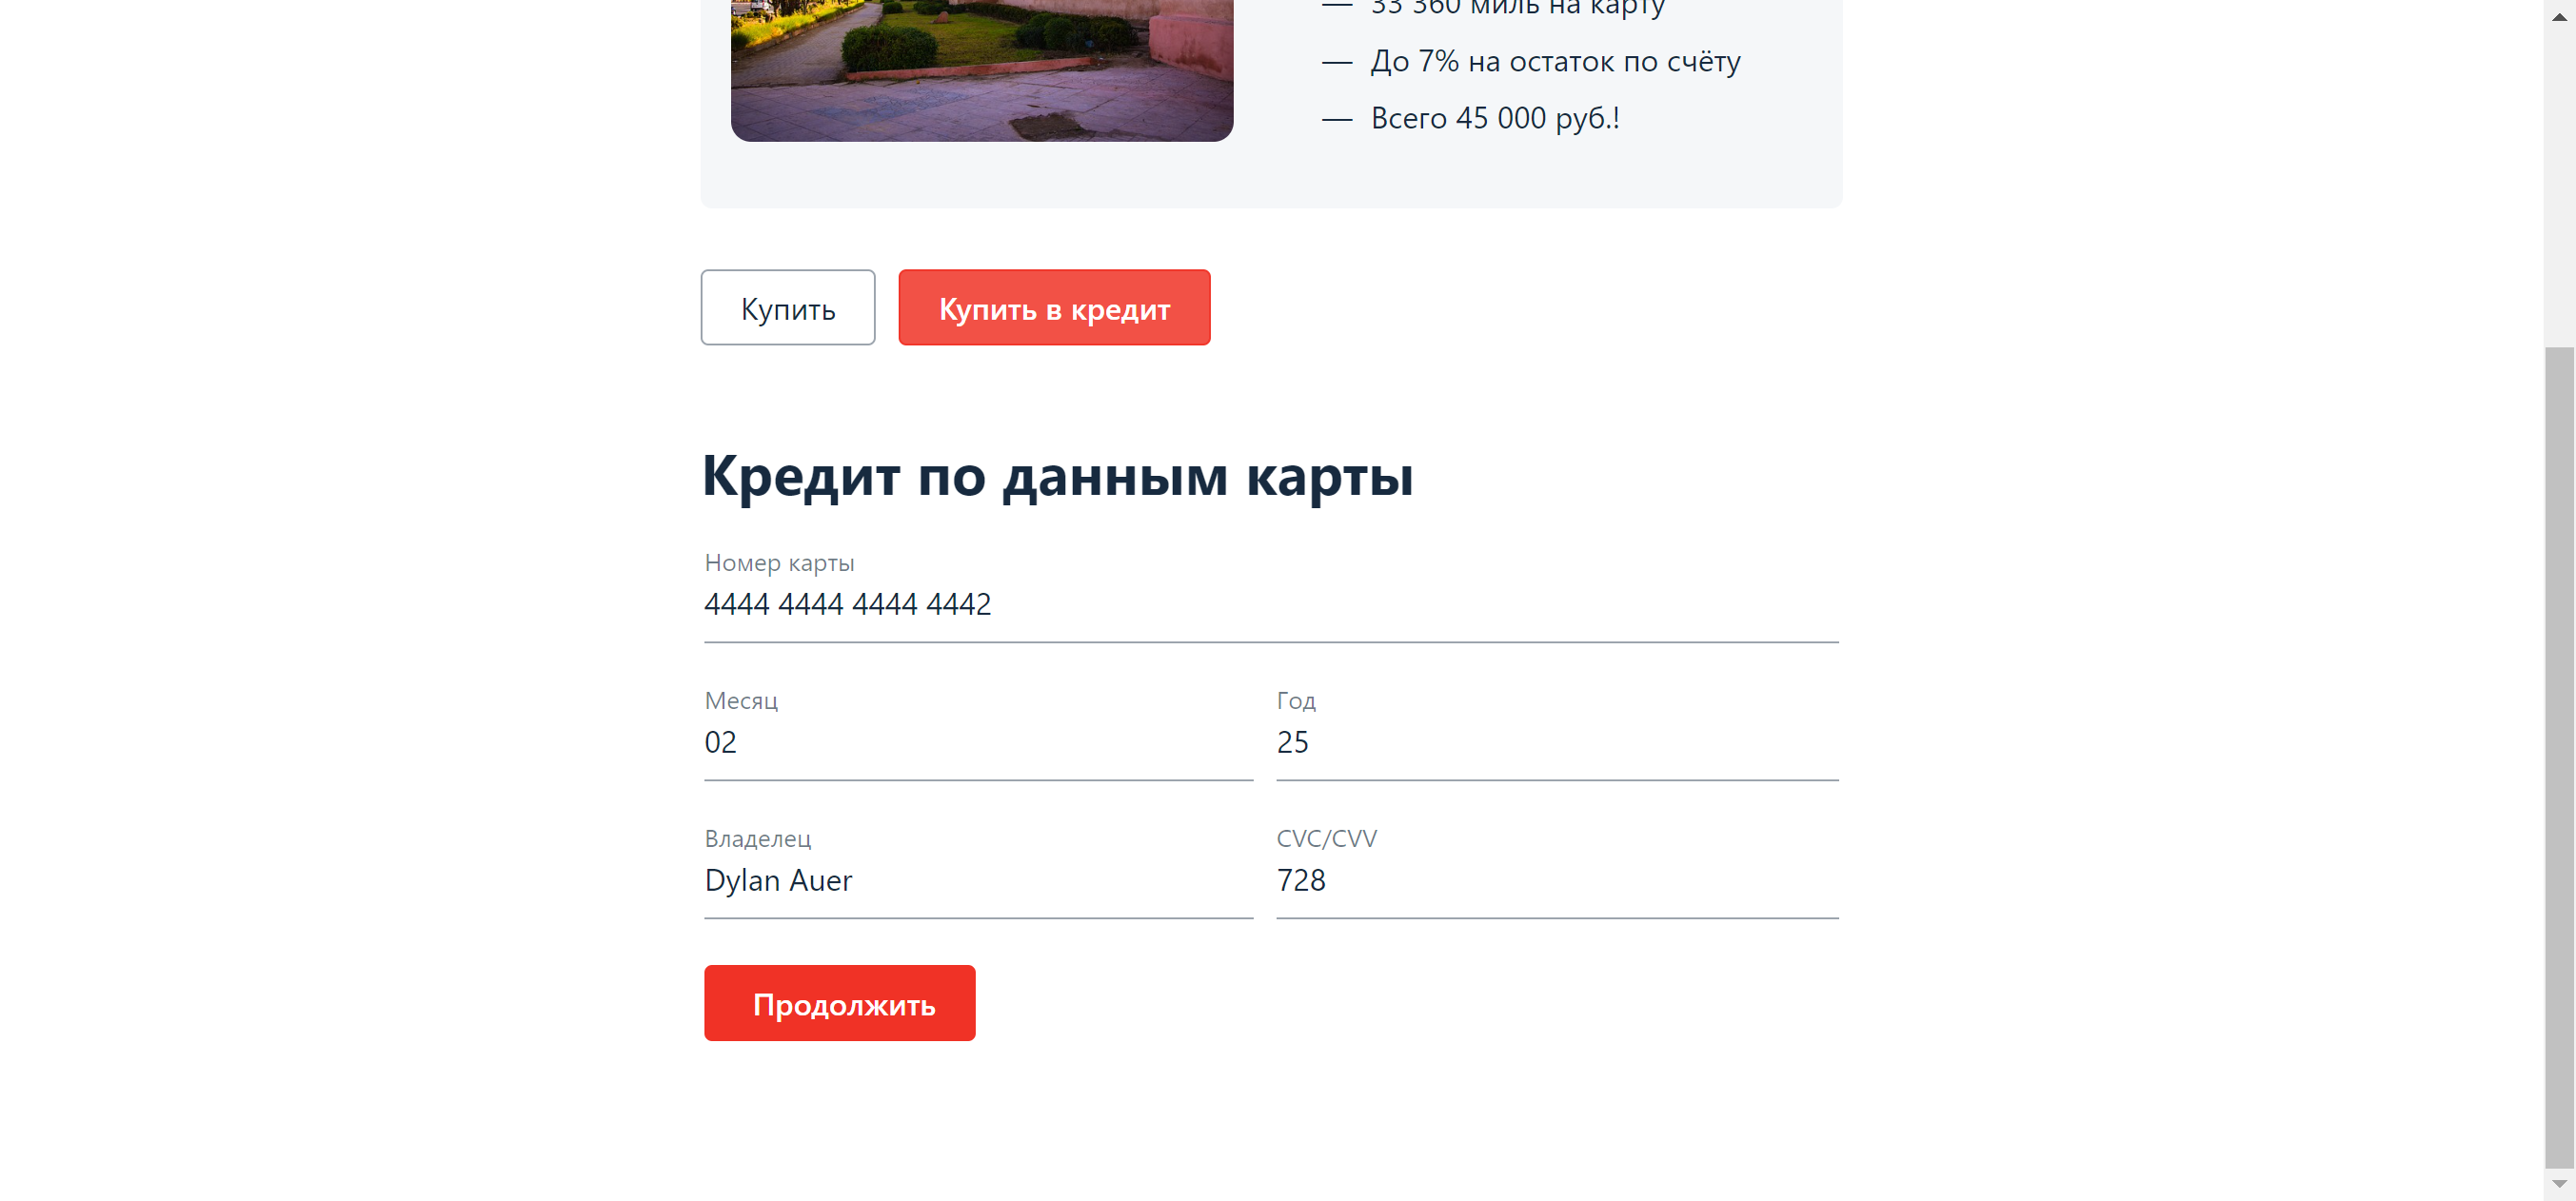 — 33 360 миль на карту
— До 7% на остаток по счёту
— Всего 45 000 руб.!
Купить
Купить в кредит
Кредит по данным карты
Номер карты
4444 4444 4444 4442
Месяц
Год
02
25
Владелец
CVC/CVV
Dylan Auer
728
Продолжить